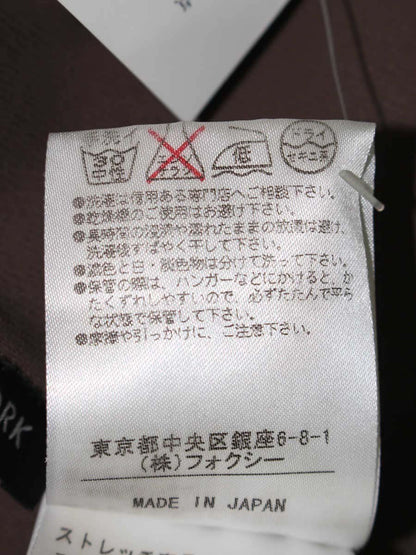 手洗イ
中性
エンソ
サラシ
低
ドライ
セキユ系
●洗濯は信用ある専門店へご相談下さい。
●乾燥機のご使用はお避け下さい。
●長時間の浸漬や濡れたままの放置は避け、
洗濯後すばやく干して下さい。
●濃色と白・淡色物は分けて洗って下さい。
●保管の際は、ハンガーなどにかけると、か
たくずれしやすいので、必ずたたんで平ら
な状態で保管して下さい。
●摩擦や引っかけに、ご注意下さい。
東京都中央区銀座6-8-1
(株)フォクシー
MADE IN JAPAN
ストレッチ
ORK